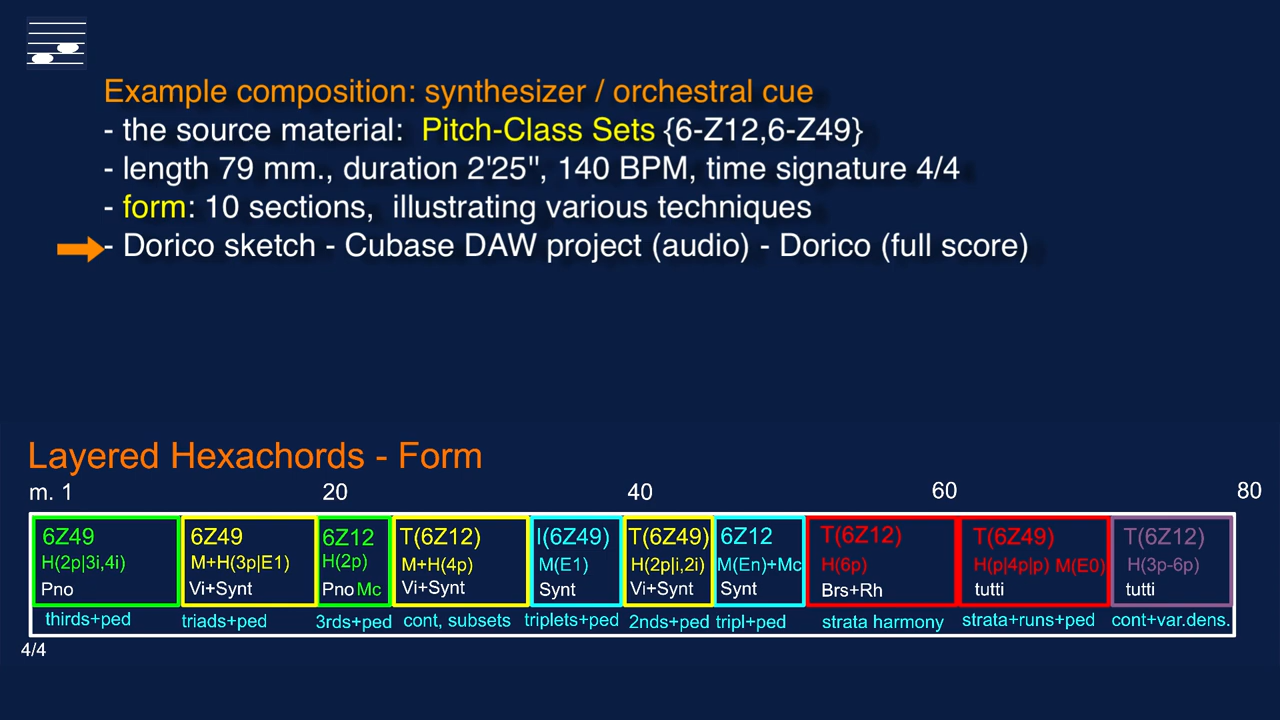 Example composition: synthesizer / orchestral cue
- the source material: Pitch-Class Sets {6-Z12,6-Z49}
- length 79 mm., duration 2'25", 140 BPM, time signature 4/4
- form: 10 sections, illustrating various techniques
- Dorico sketch - Cubase DAW project (audio) - Dorico (full score)
Layered Hexachords - Form
m. 1 20 40 60 80
6Z49 6Z49 6Z12 T(6Z12) I(6Z49) T(6Z49) 6Z12 T(6Z12) T(6Z49) T(6Z12)
H(2p|3i,4i) M+H(3p|E1) H(2p) M+H(4p) M(E1) H(2p|i,2i) M(En)+Mc H(6p) H(p|4p|p) M(E0) H(3p-6p)
Pno Vi+Synt Pno Mc Vi+Synt Synt Vi+Synt Synt Brs+Rh tutti tutti
thirds+ped triads+ped 3rds+ped cont, subsets triplets+ped 2nds+ped tripl+ped strata harmony strata+runs+ped cont+var.dens.
4/4